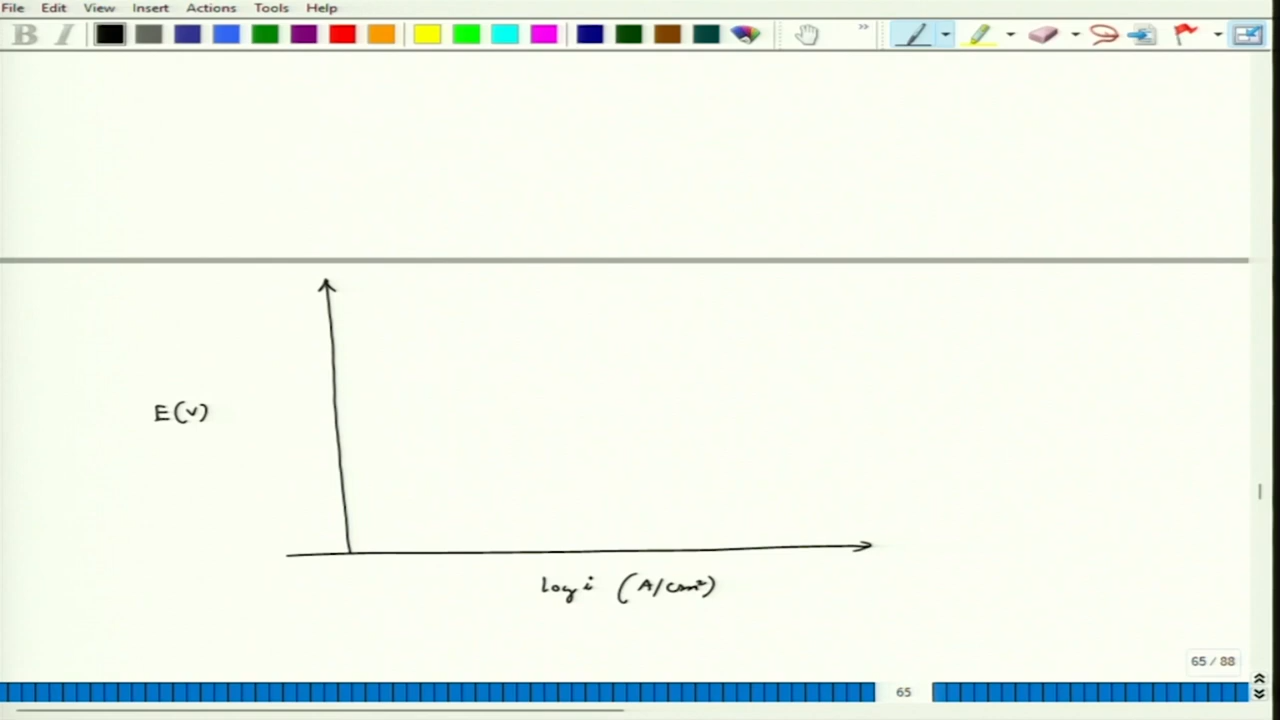 File Edit View Insert Actions Tools Help
B I
E(V)
log i (A/cm²)
65 / 88
65